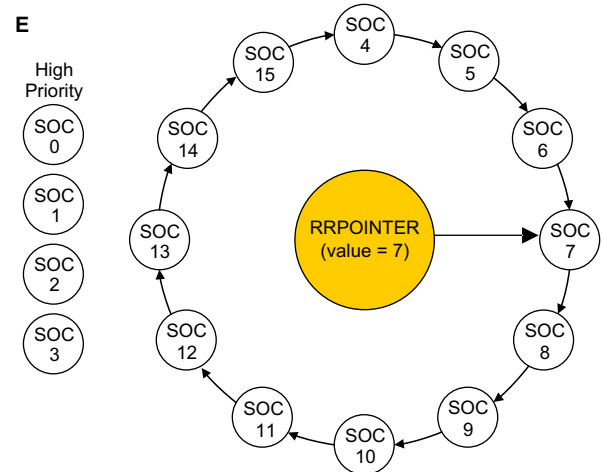 E
High
Priority
SOC
0
SOC
1
SOC
2
SOC
3
SOC
4
SOC
5
SOC
6
SOC
7
SOC
8
SOC
9
SOC
10
SOC
11
SOC
12
SOC
13
SOC
14
SOC
15
RRPOINTER
(value = 7)